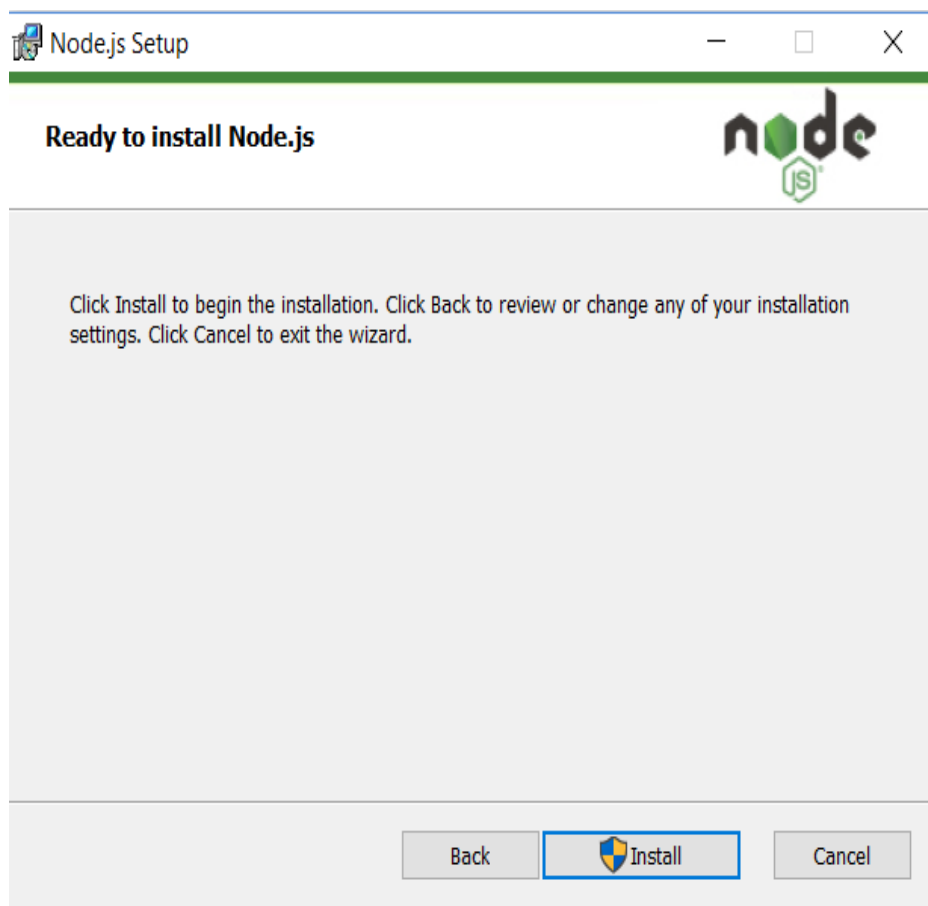 Node.js Setup
Ready to install Node.js
node
JS
Click Install to begin the installation. Click Back to review or change any of your installation
settings. Click Cancel to exit the wizard.
Back
Install
Cancel